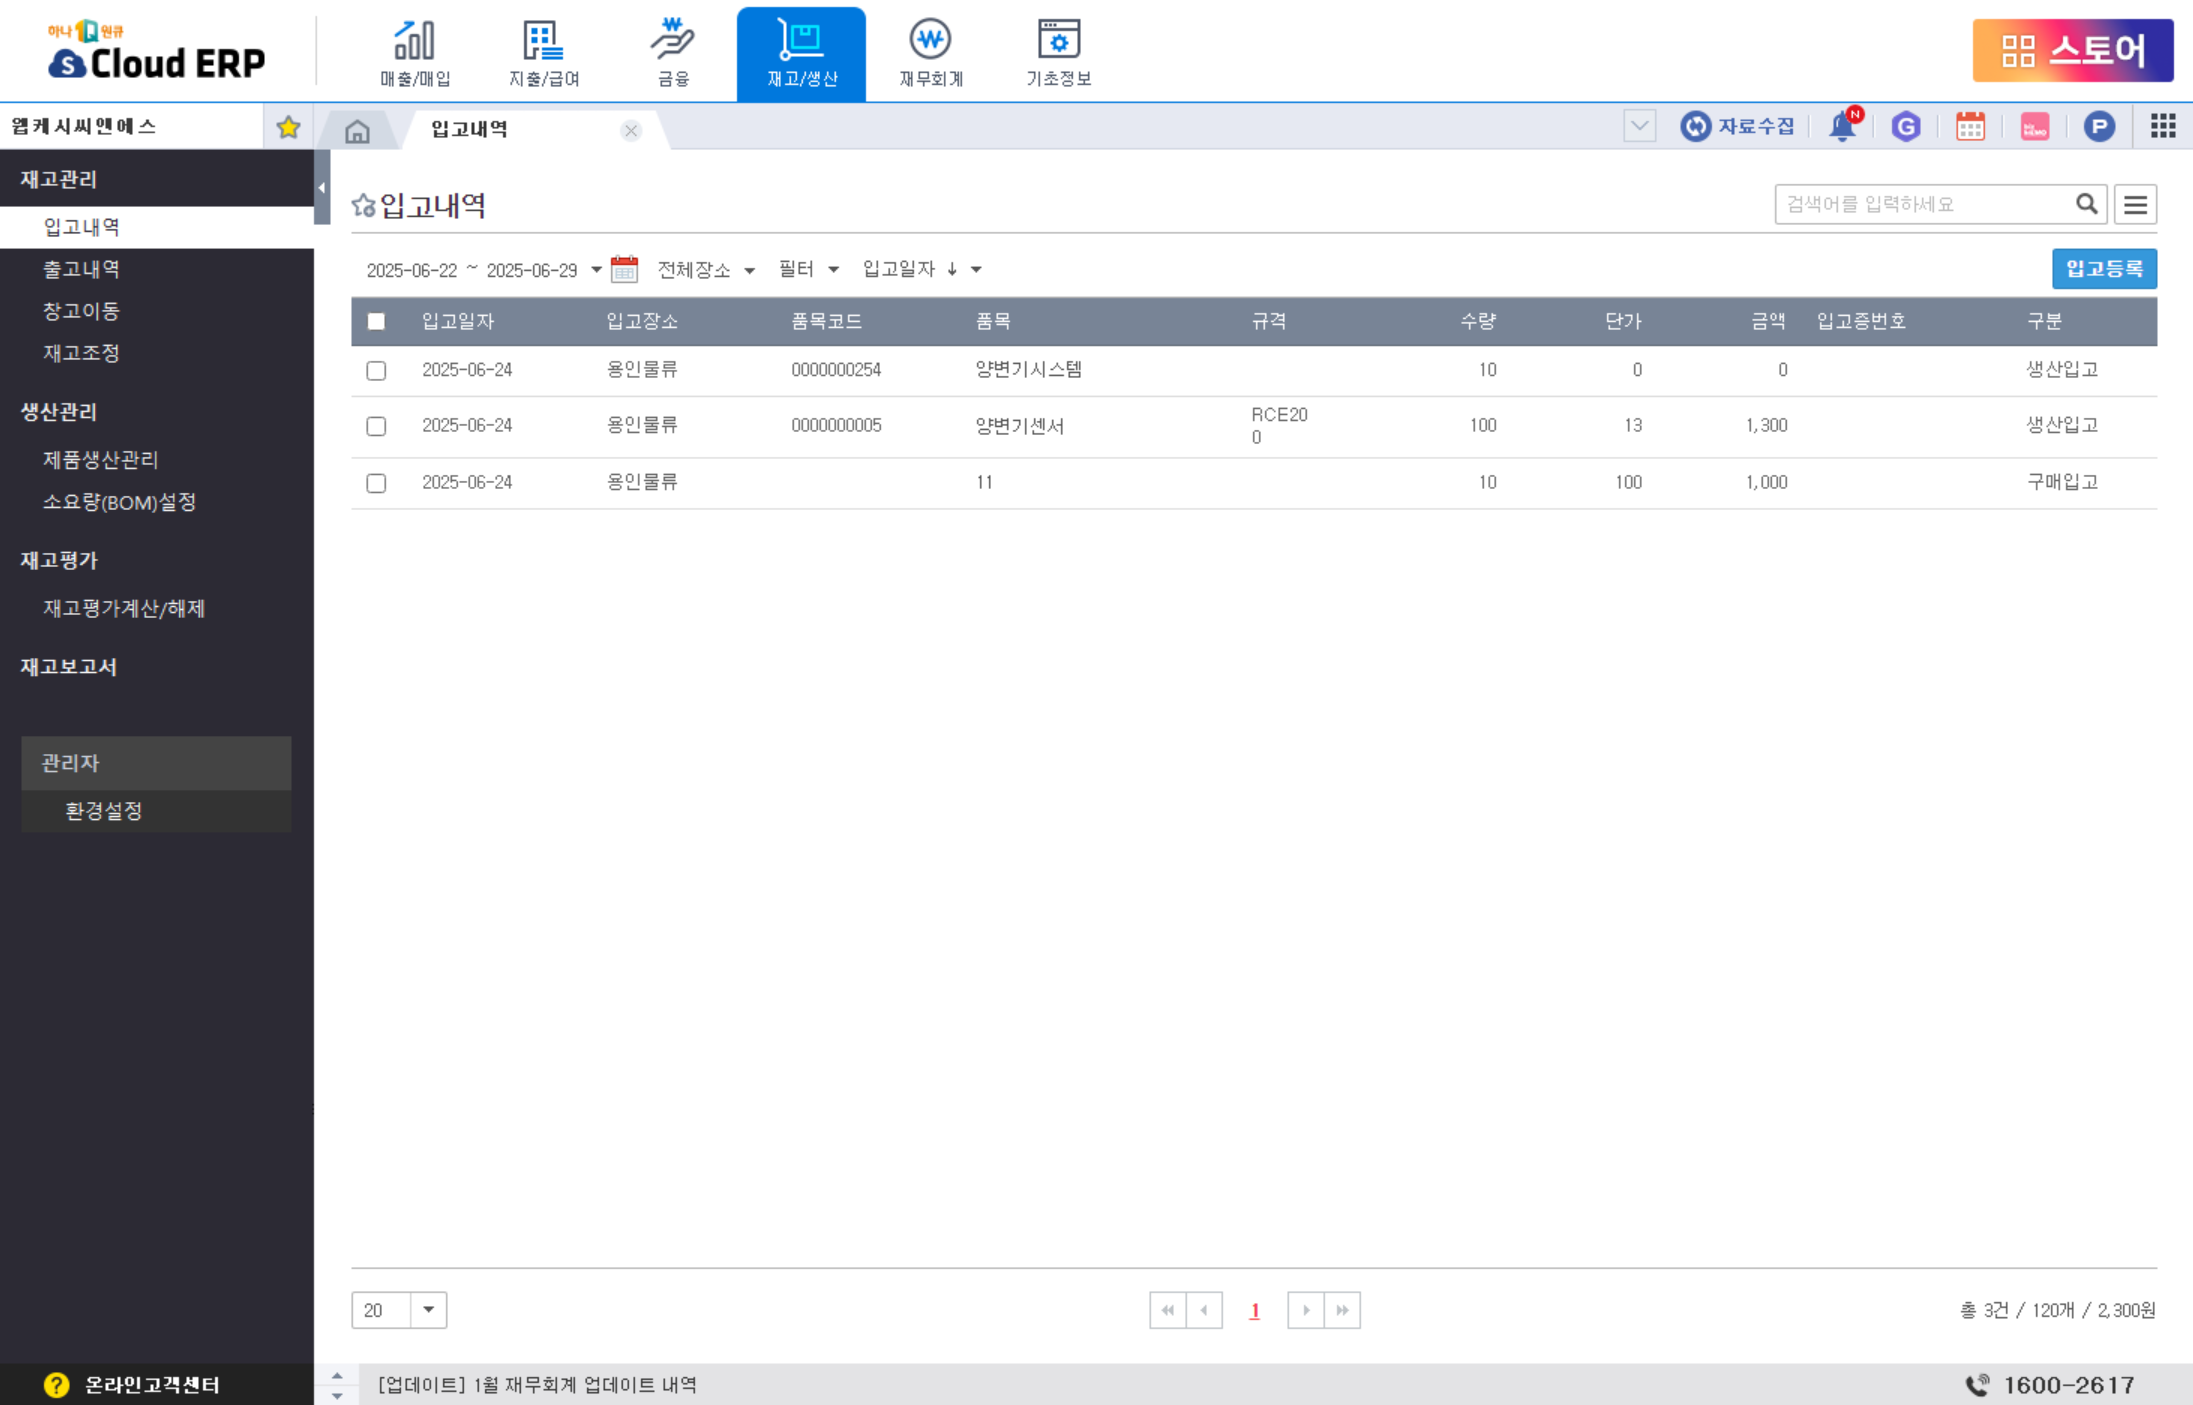 하나 1Q 원큐
S Cloud ERP
매출/매입
지출/급여
금융
재고/생산
재무회계
기초정보
스토어
웹케시씨앤에스
입고내역
자료수집
N
G
P
재고관리
입고내역
출고내역
창고이동
재고조정
생산관리
제품생산관리
소요량(BOM)설정
재고평가
재고평가계산/해제
재고보고서
관리자
환경설정
입고내역
검색어를 입력하세요
2025-06-22 ~ 2025-06-29 전체장소 필터 입고일자 ↓
입고등록
입고일자 입고장소 품목코드 품목 규격 수량 단가 금액 입고증번호 구분
2025-06-24 용인물류 0000000254 양변기시스템 10 0 0 생산입고
2025-06-24 용인물류 0000000005 양변기센서 RCE20 100 13 1,300 생산입고
0
2025-06-24 용인물류 11 10 100 1,000 구매입고
20
1
총 3건 / 120개 / 2,300원
? 온라인고객센터
[업데이트] 1월 재무회계 업데이트 내역
1600-2617